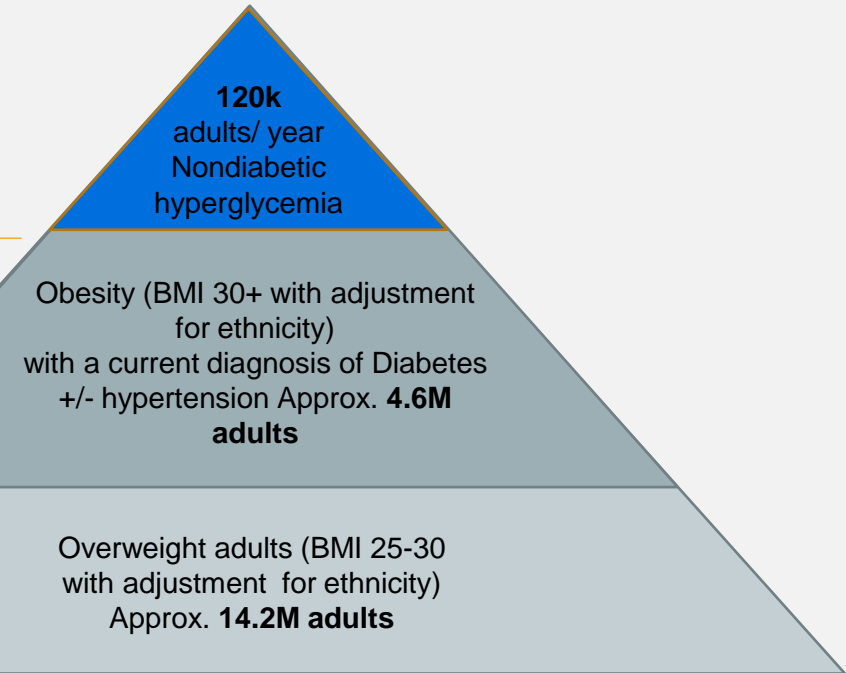 120k
adults/ year
Nondiabetic
hyperglycemia
Obesity (BMI 30+ with adjustment
for ethnicity)
with a current diagnosis of Diabetes
+/- hypertension Approx. 4.6M
adults
Overweight adults (BMI 25-30
with adjustment for ethnicity)
Approx. 14.2M adults